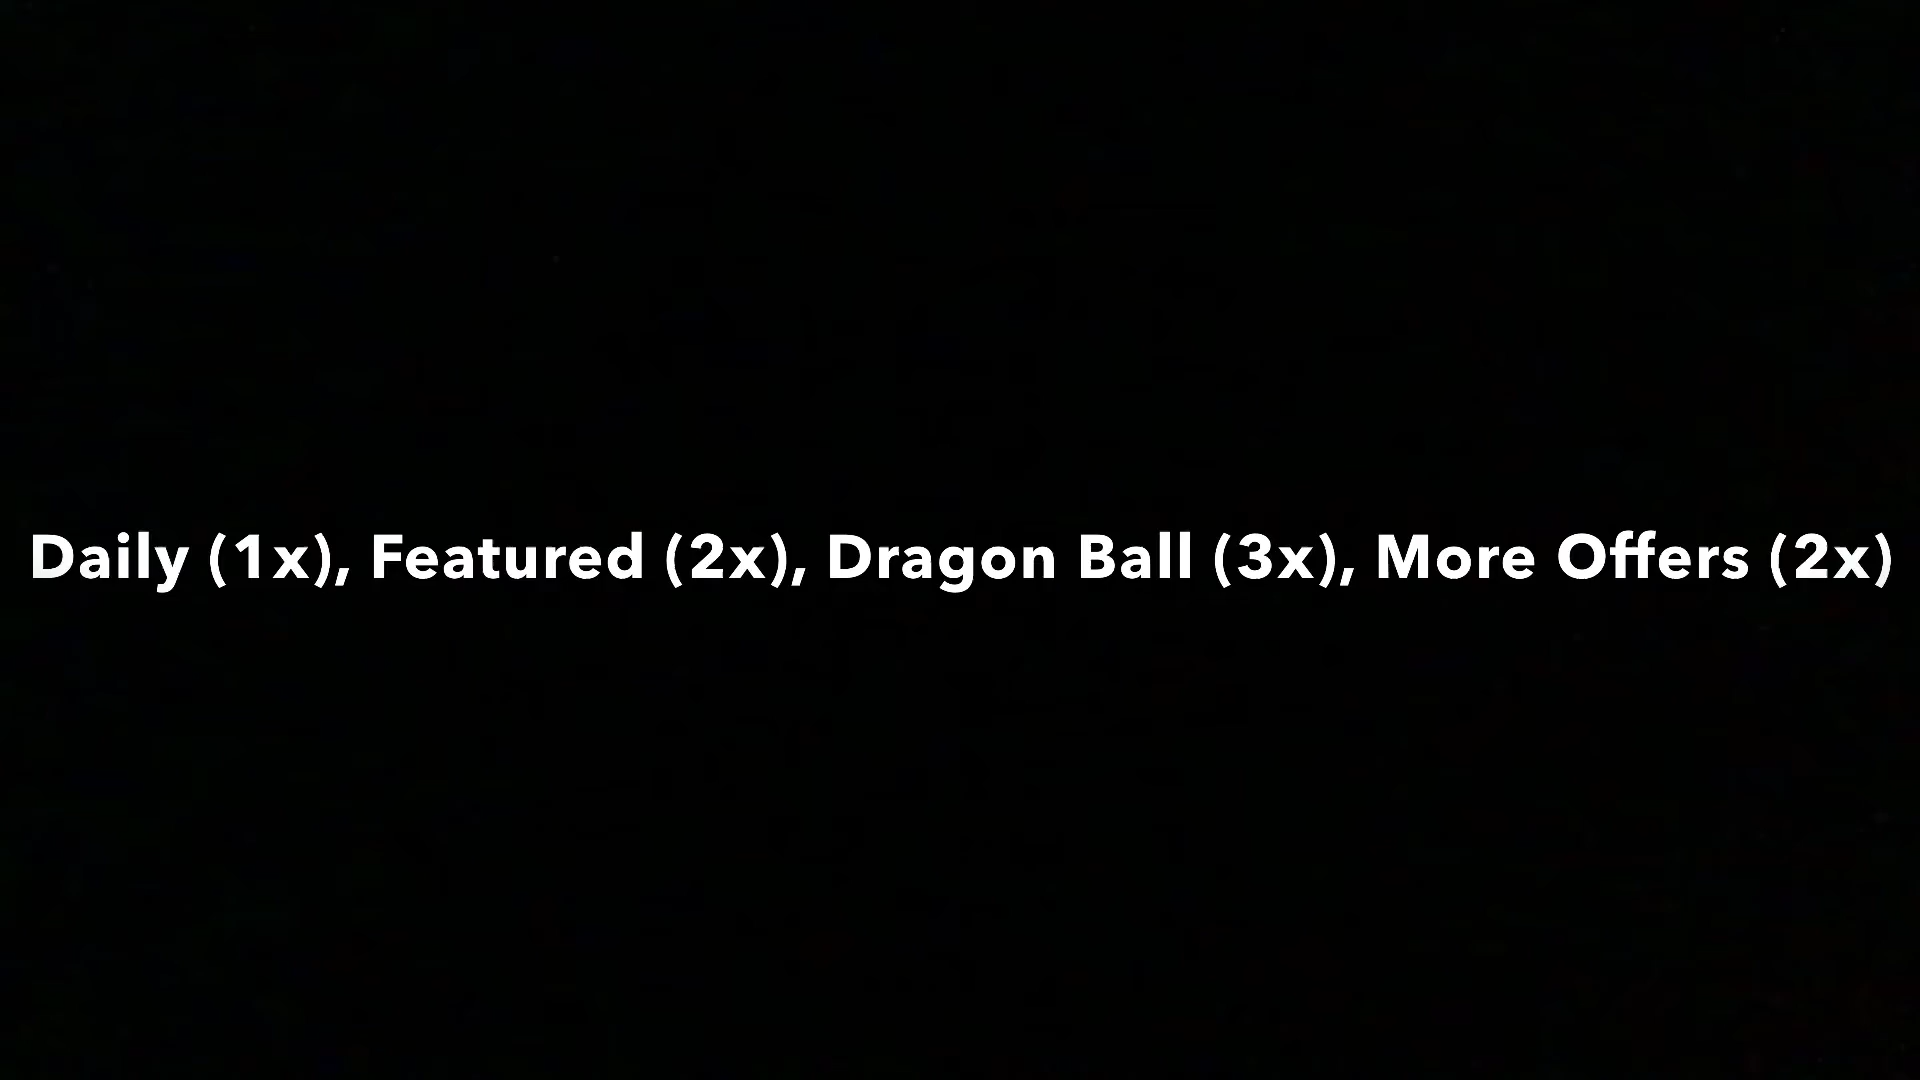 Daily (1x), Featured (2x), Dragon Ball (3x), More Offers (2x)